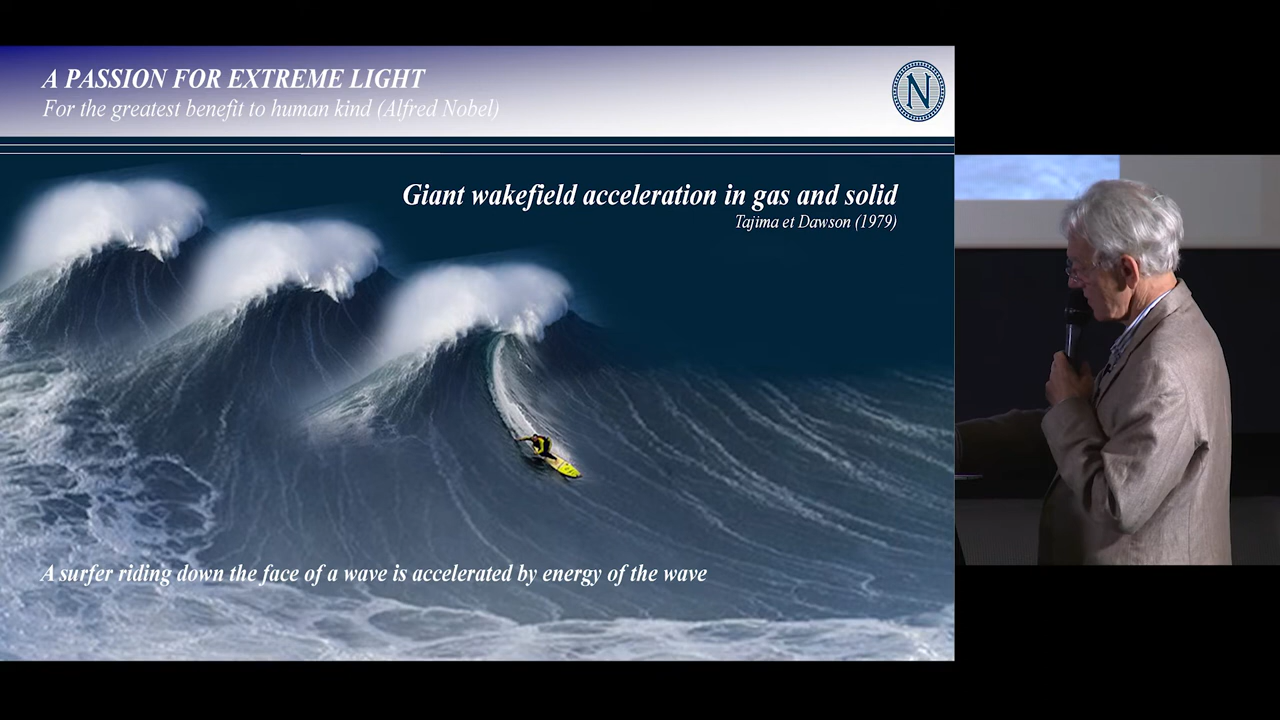 A PASSION FOR EXTREME LIGHT
For the greatest benefit to human kind (Alfred Nobel)
N
Giant wakefield acceleration in gas and solid
Tajima et Dawson (1979)
A surfer riding down the face of a wave is accelerated by energy of the wave